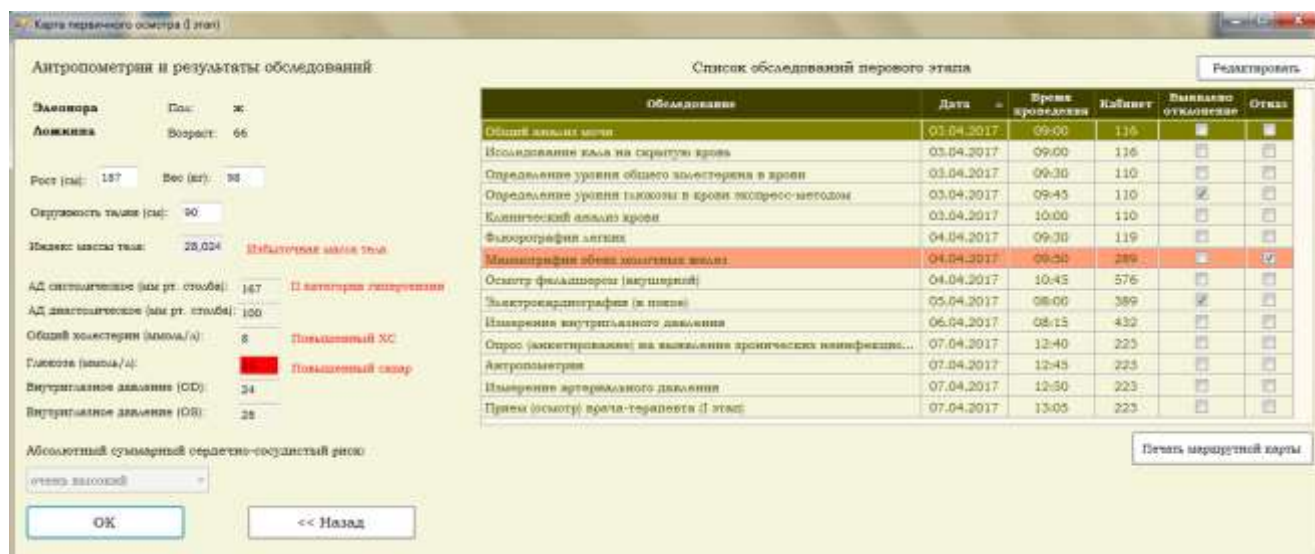 Карта первичного осмотра (I этап)
Антропометрия и результаты обследований
Элеонора Пол: ж
Ложкина Возраст: 66
Рост (см): 187 Вес (кг): 98
Окружность талии (см): 90
Индекс массы тела: 28,024 Избыточная масса тела
АД систолическое (мм рт. столба): 167 II категория гипертензии
АД диастолическое (мм рт. столба): 100
Общий холестерин (ммоль/л): 8 Повышенный ХС
Глюкоза (ммоль/л): Повышенный сахар
Внутриглазное давление (OD): 24
Внутриглазное давление (OS): 28
Абсолютный суммарный сердечно-сосудистый риск:
очень высокий
OK << Назад
Список обследований перового этапа Редактировать
Обследование Дата Время проведения Кабинет Выявлено отклонение Отказ
Общий анализ мочи 03.04.2017 09:00 116
Исследование кала на скрытую кровь 03.04.2017 09:00 116
Определение уровня общего холестерина в крови 03.04.2017 09:30 110
Определение уровня глюкозы в крови экспресс-методом 03.04.2017 09:45 110
Клинический анализ крови 03.04.2017 10:00 110
Флюорография легких 04.04.2017 09:30 119
Маммография обеих молочных желез 04.04.2017 09:50 289
Осмотр фельдшером (акушеркой) 04.04.2017 10:45 576
Электрокардиография (в покое) 05.04.2017 08:00 389
Измерение внутриглазного давления 06.04.2017 08:15 432
Опрос (анкетирование) на выявление хронических неинфекцио... 07.04.2017 12:40 223
Антропометрия 07.04.2017 12:45 223
Измерение артериального давления 07.04.2017 12:50 223
Прием (осмотр) врача-терапевта (I этап) 07.04.2017 13:05 223
Печать маршрутной карты